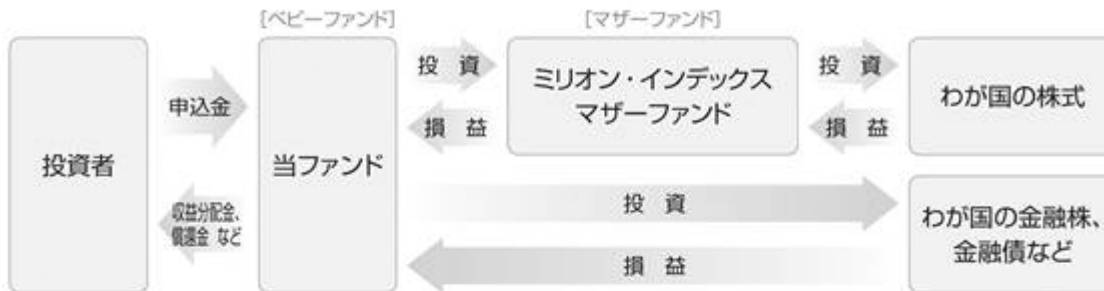 [ベビーファンド]
[マザーファンド]
投資者
申込金
収益分配金、
償還金 など
当ファンド
投 資
損 益
ミリオン・インデックス
マザーファンド
投 資
損 益
わが国の株式
投 資
損 益
わが国の金融株、
金融債など